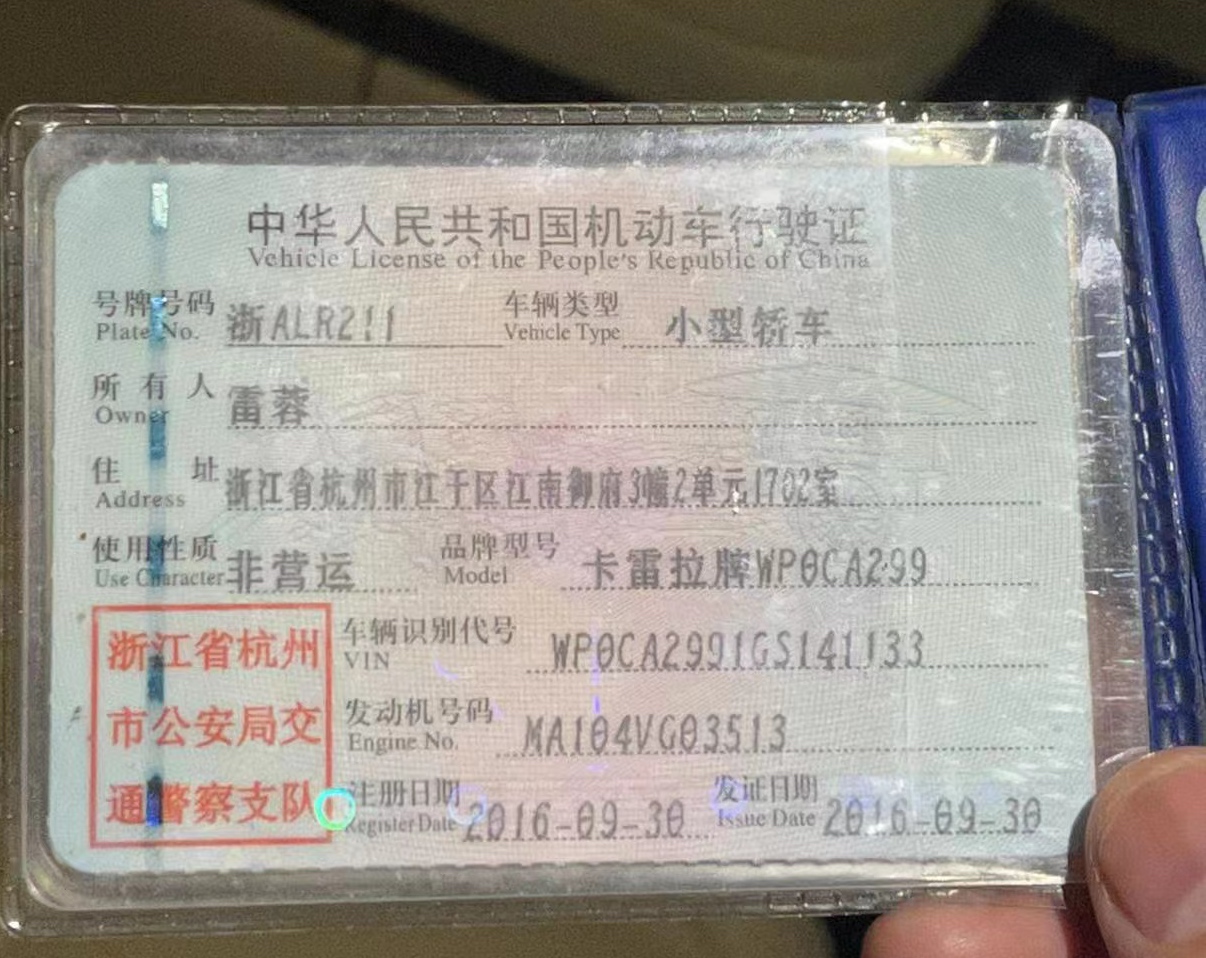 中华人民共和国机动车行驶证
Vehicle License of the People's Republic of China
号牌号码 浙ALR211 车辆类型 小型轿车
Plate No. Vehicle Type
所有人 雷蓉
Owner
住址 浙江省杭州市江干区江南御府3幢2单元1702室
Address
使用性质 非营运 品牌型号 卡雷拉牌WP0CA299
Use Character Model
浙江省杭州
市公安局交
通警察支队
车辆识别代号 WP0CA2991GS141133
VIN
发动机号码 MA104VG03513
Engine No.
注册日期 2016-09-30 发证日期 2016-09-30
Register Date Issue Date